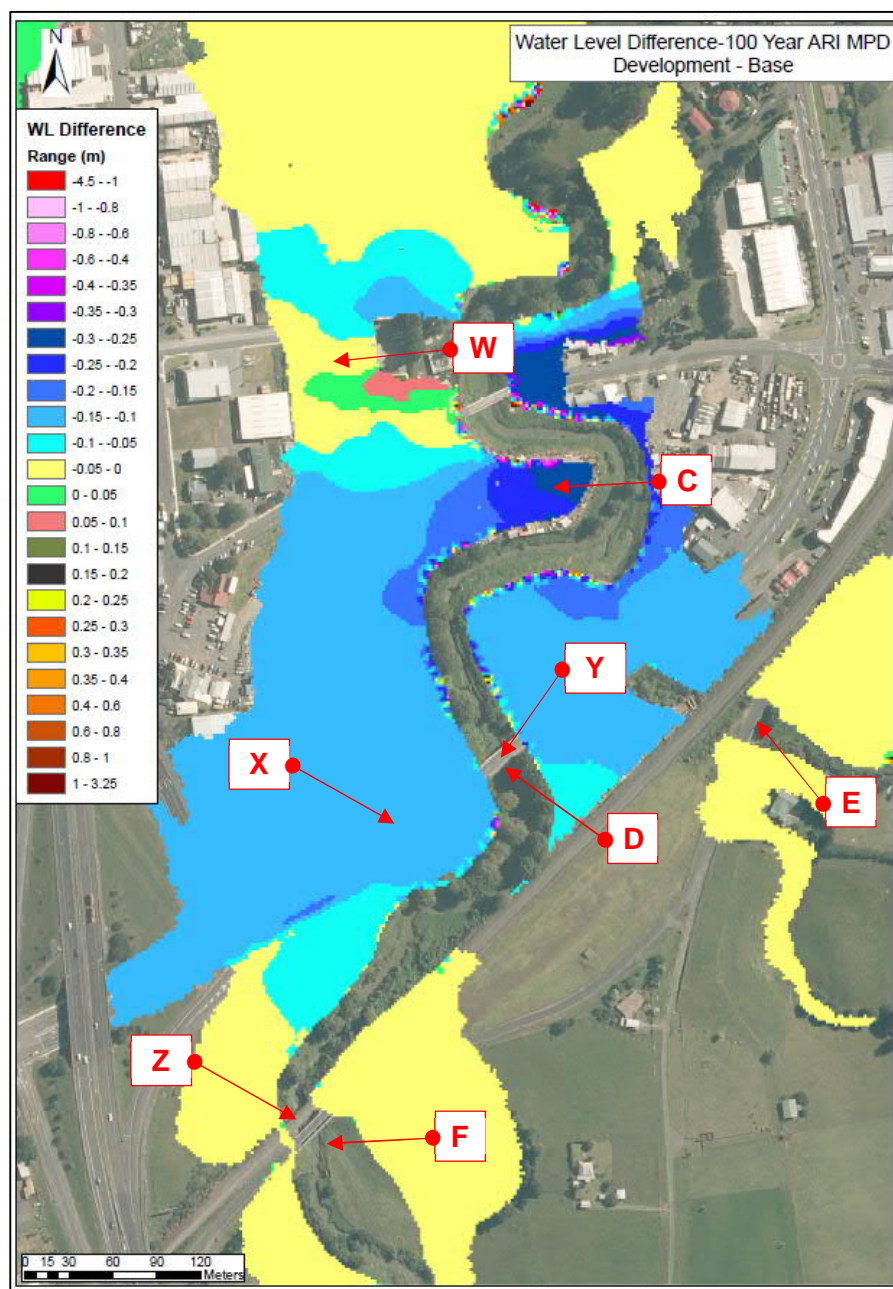 Water Level Difference-100 Year ARI MPD
Development - Base
N
WL Difference
Range (m)
-4.5 - -1
-1 - -0.8
-0.8 - -0.6
-0.6 - -0.4
-0.4 - -0.35
-0.35 - -0.3
-0.3 - -0.25
-0.25 - -0.2
-0.2 - -0.15
-0.15 - -0.1
-0.1 - -0.05
-0.05 - 0
0 - 0.05
0.05 - 0.1
0.1 - 0.15
0.15 - 0.2
0.2 - 0.25
0.25 - 0.3
0.3 - 0.35
0.35 - 0.4
0.4 - 0.6
0.6 - 0.8
0.8 - 1
1 - 3.25
W
C
Y
X
E
D
Z
F
0 15 30 60 90 120
Meters